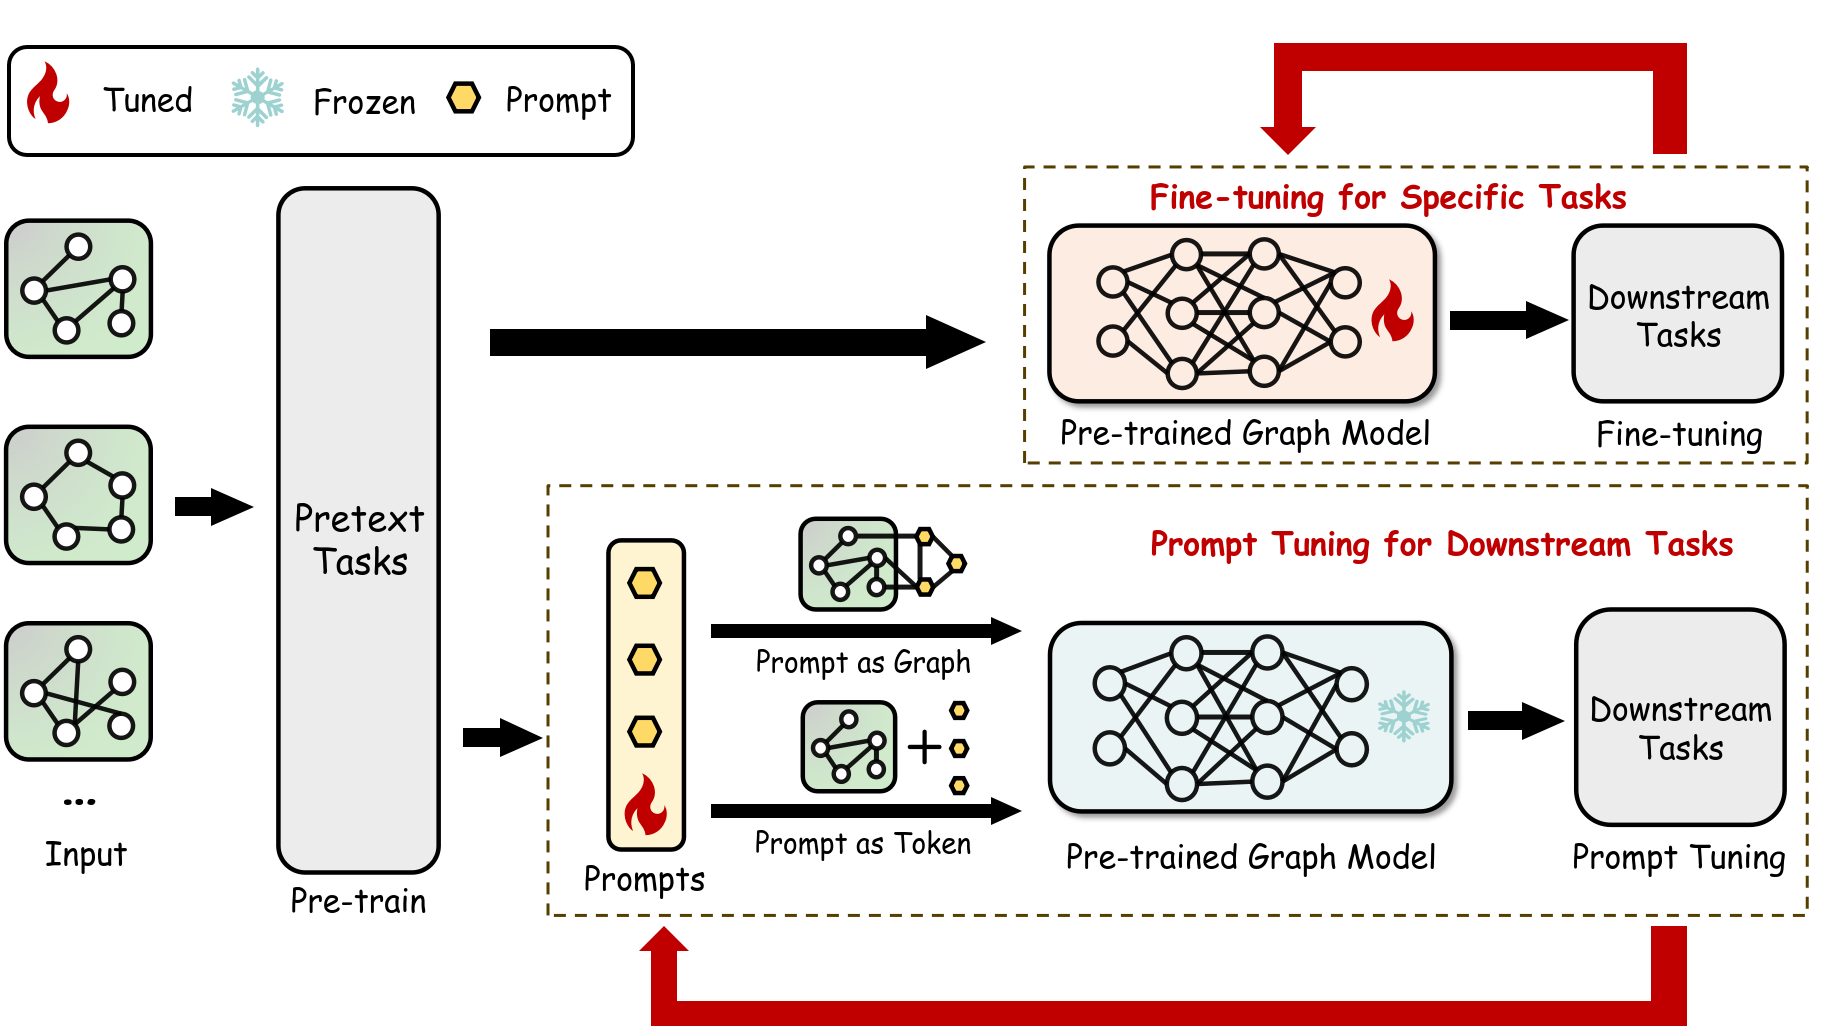 Tuned
Frozen
Prompt
Fine-tuning for Specific Tasks
Downstream
Tasks
Pre-trained Graph Model
Fine-tuning
Pretext
Tasks
Prompt Tuning for Downstream Tasks
Prompt as Graph
Prompt as Token
Downstream
Tasks
...
Input
Pre-train
Prompts
Pre-trained Graph Model
Prompt Tuning